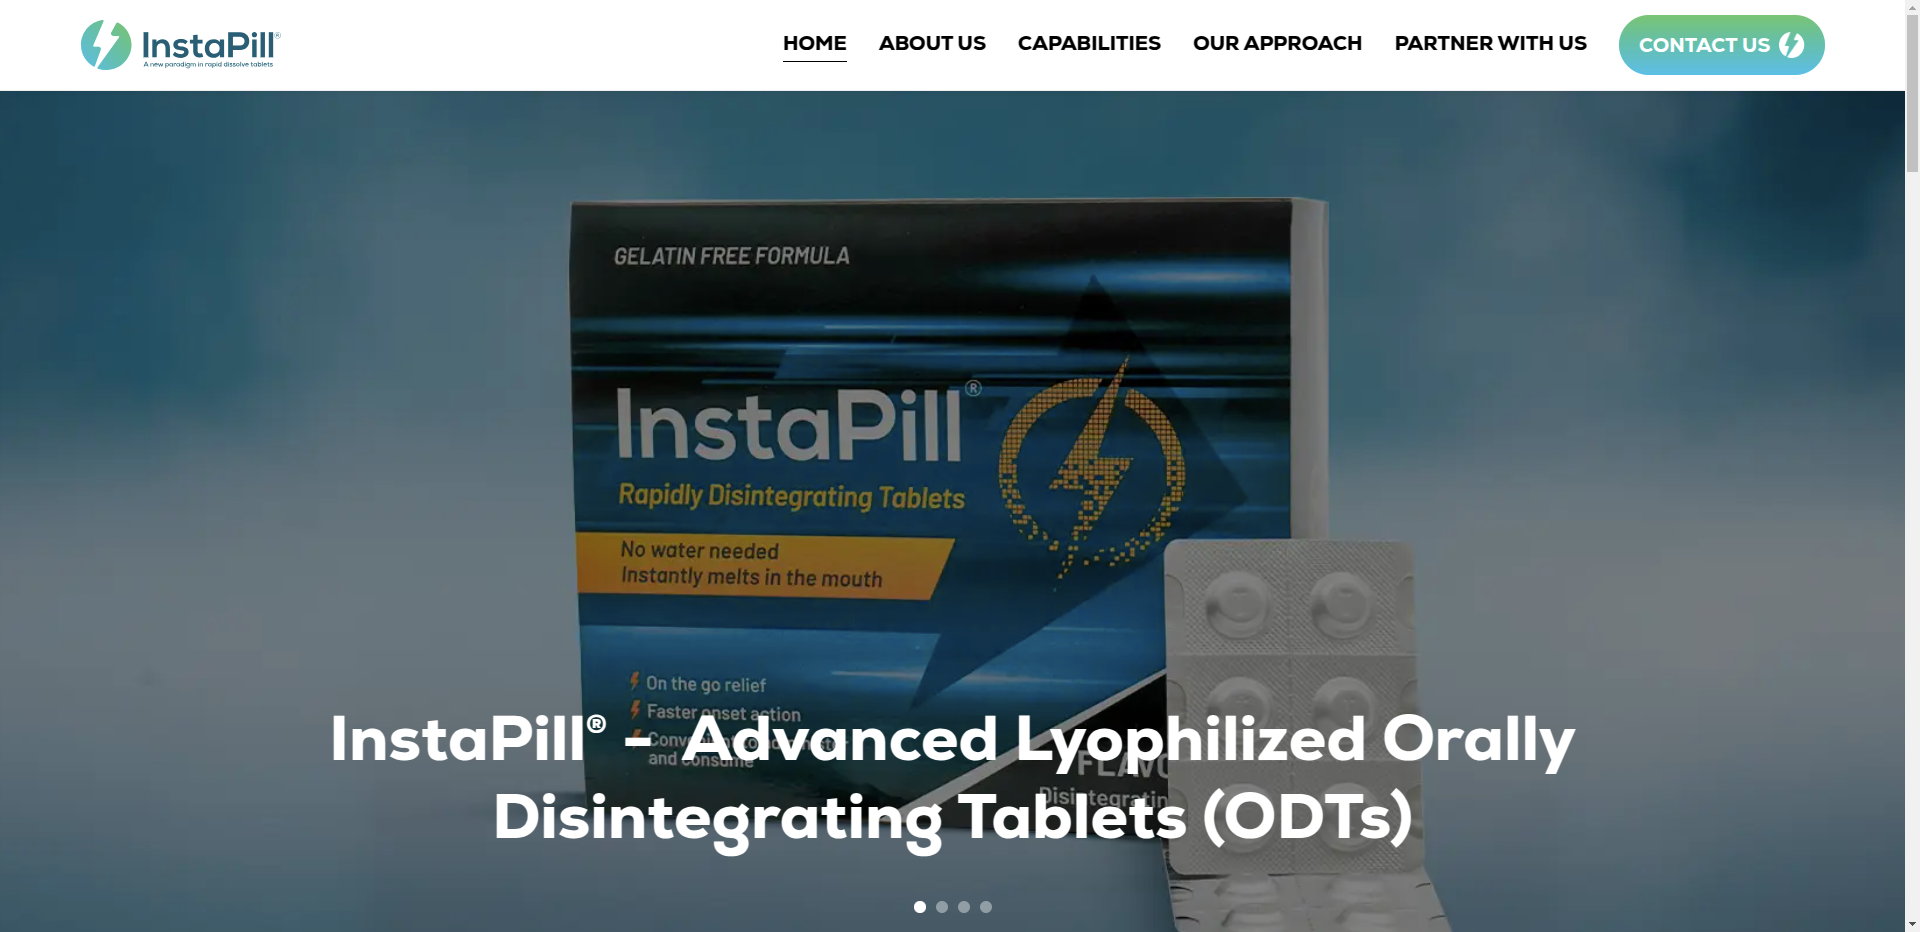 InstaPill®
A new paradigm in rapid dissolve tablets
HOME
ABOUT US
CAPABILITIES
OUR APPROACH
PARTNER WITH US
CONTACT US
GELATIN FREE FORMULA
InstaPill®
Rapidly Disintegrating Tablets
No water needed
Instantly melts in the mouth
On the go relief
Faster onset action
and consume
InstaPill® – Advanced Lyophilized Orally
Disintegrating Tablets (ODTs)